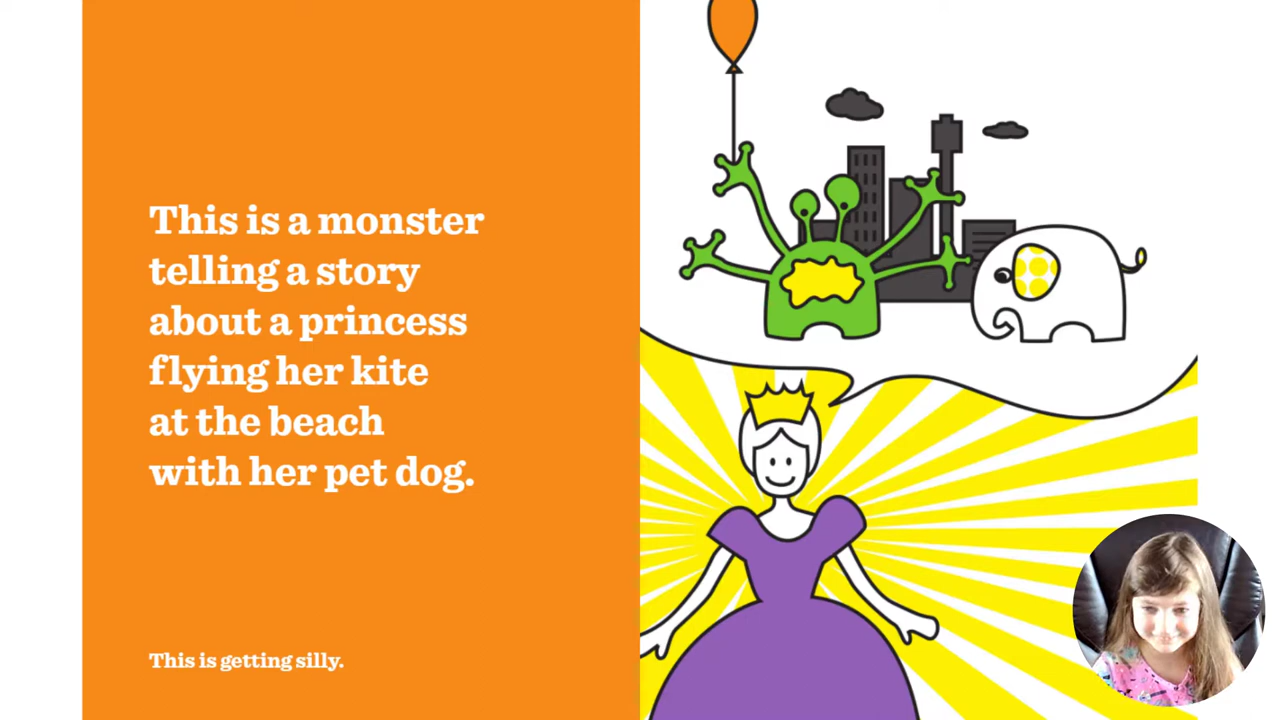 This is a monster
telling a story
about a princess
flying her kite
at the beach
with her pet dog.
This is getting silly.